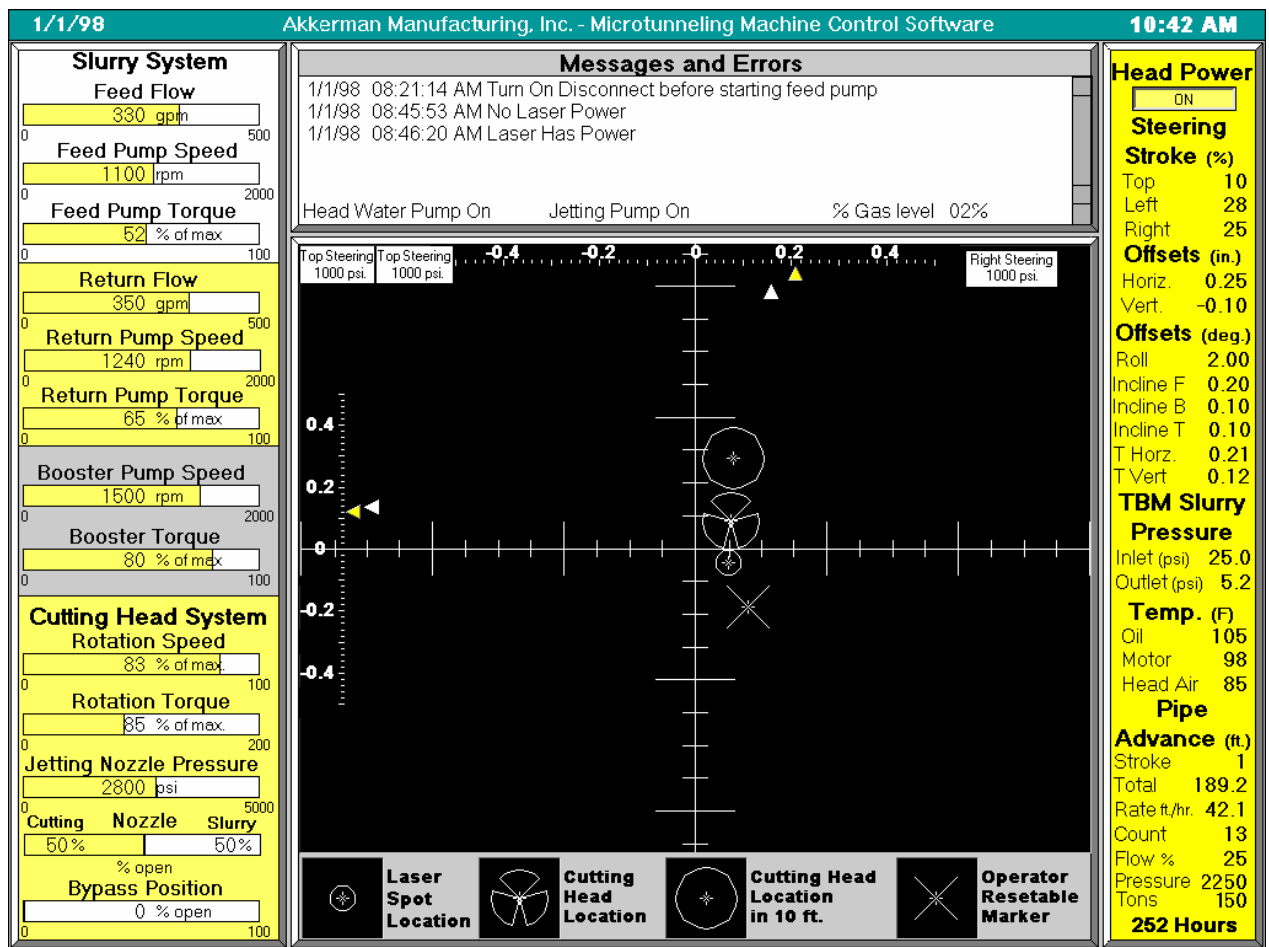 1/1/98 Akkerman Manufacturing, Inc. - Microtunneling Machine Control Software 10:42 AM
Slurry System
Feed Flow
330 gpm
0 500
Feed Pump Speed
1100 rpm
0 2000
Feed Pump Torque
52 % of max
0 100
Return Flow
350 gpm
0 500
Return Pump Speed
1240 rpm
0 2000
Return Pump Torque
65 % of max
0 100
Booster Pump Speed
1500 rpm
0 2000
Booster Torque
80 % of max
0 100
Cutting Head System
Rotation Speed
83 % of max.
0 100
Rotation Torque
85 % of max.
0 200
Jetting Nozzle Pressure
2800 psi
0 5000
Cutting Nozzle Slurry
50% 50%
% open
Bypass Position
0 % open
0 100
Messages and Errors
1/1/98 08:21:14 AM Turn On Disconnect before starting feed pump
1/1/98 08:45:53 AM No Laser Power
1/1/98 08:46:20 AM Laser Has Power
Head Water Pump On Jetting Pump On % Gas level 02%
Top Steering
1000 psi.
Top Steering
1000 psi.
-0.4 -0.2 -0- 0.2 0.4
Right Steering
1000 psi.
0.4
0.2
-0
-0.2
-0.4
Laser
Spot
Location
Cutting
Head
Location
Cutting Head
Location
in 10 ft.
Operator
Resetable
Marker
Head Power
ON
Steering
Stroke (%)
Top 10
Left 28
Right 25
Offsets (in.)
Horiz. 0.25
Vert. -0.10
Offsets (deg.)
Roll 2.00
Incline F 0.20
Incline B 0.10
Incline T 0.10
T Horz. 0.21
T Vert 0.12
TBM Slurry
Pressure
Inlet (psi) 25.0
Outlet (psi) 5.2
Temp. (F)
Oil 105
Motor 98
Head Air 85
Pipe
Advance (ft.)
Stroke 1
Total 189.2
Rate ft./hr. 42.1
Count 13
Flow % 25
Pressure 2250
Tons 150
252 Hours